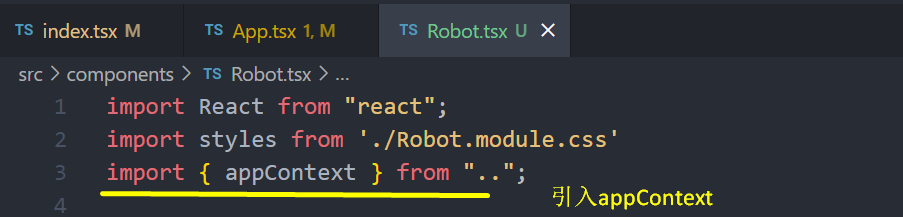 TS index.tsx M TS App.tsx 1, M TS Robot.tsx U ×
src > components > TS Robot.tsx > ...
1 import React from "react";
2 import styles from './Robot.module.css'
3 import { appContext } from "..";
引入appContext
4